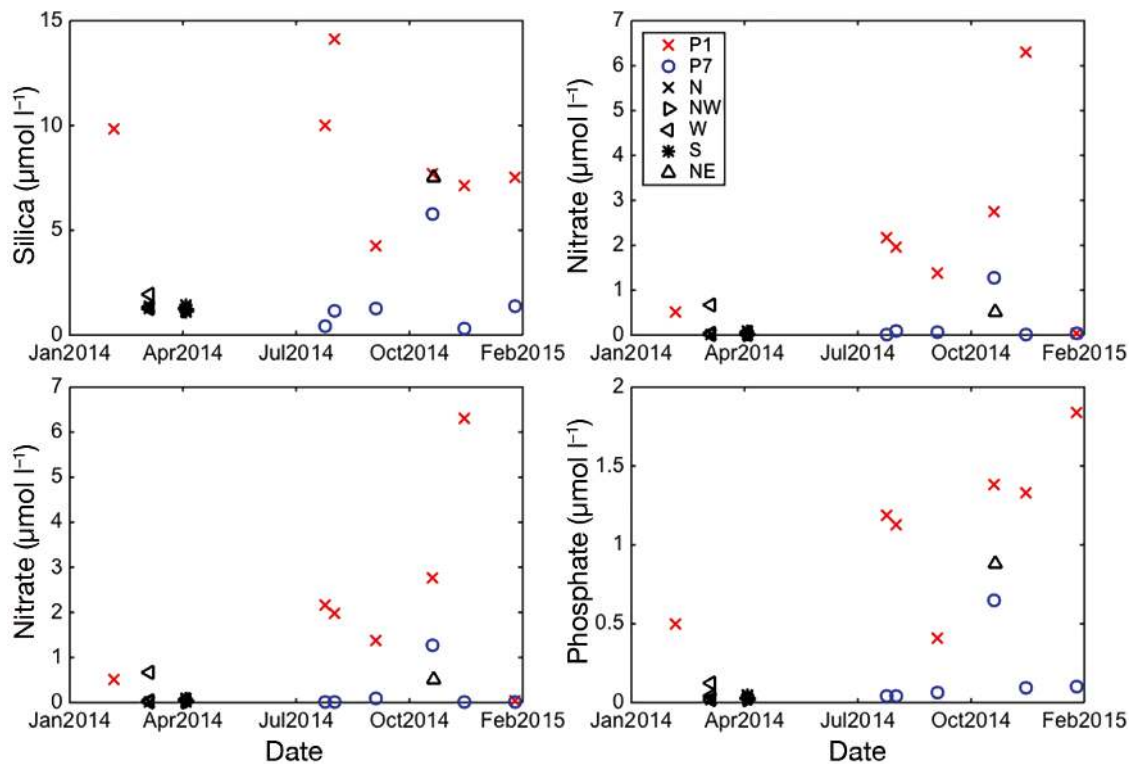 Silica (µmol l⁻¹)
15
10
5
0
Jan2014 Apr2014 Jul2014 Oct2014 Feb2015
Nitrate (µmol l⁻¹)
7
6
5
4
3
2
1
0
P1
P7
N
NW
W
S
NE
Jan2014 Apr2014 Jul2014 Oct2014 Feb2015
Nitrate (µmol l⁻¹)
7
6
5
4
3
2
1
0
Jan2014 Apr2014 Jul2014 Oct2014 Feb2015
Date
Phosphate (µmol l⁻¹)
2
1.5
1
0.5
0
Jan2014 Apr2014 Jul2014 Oct2014 Feb2015
Date